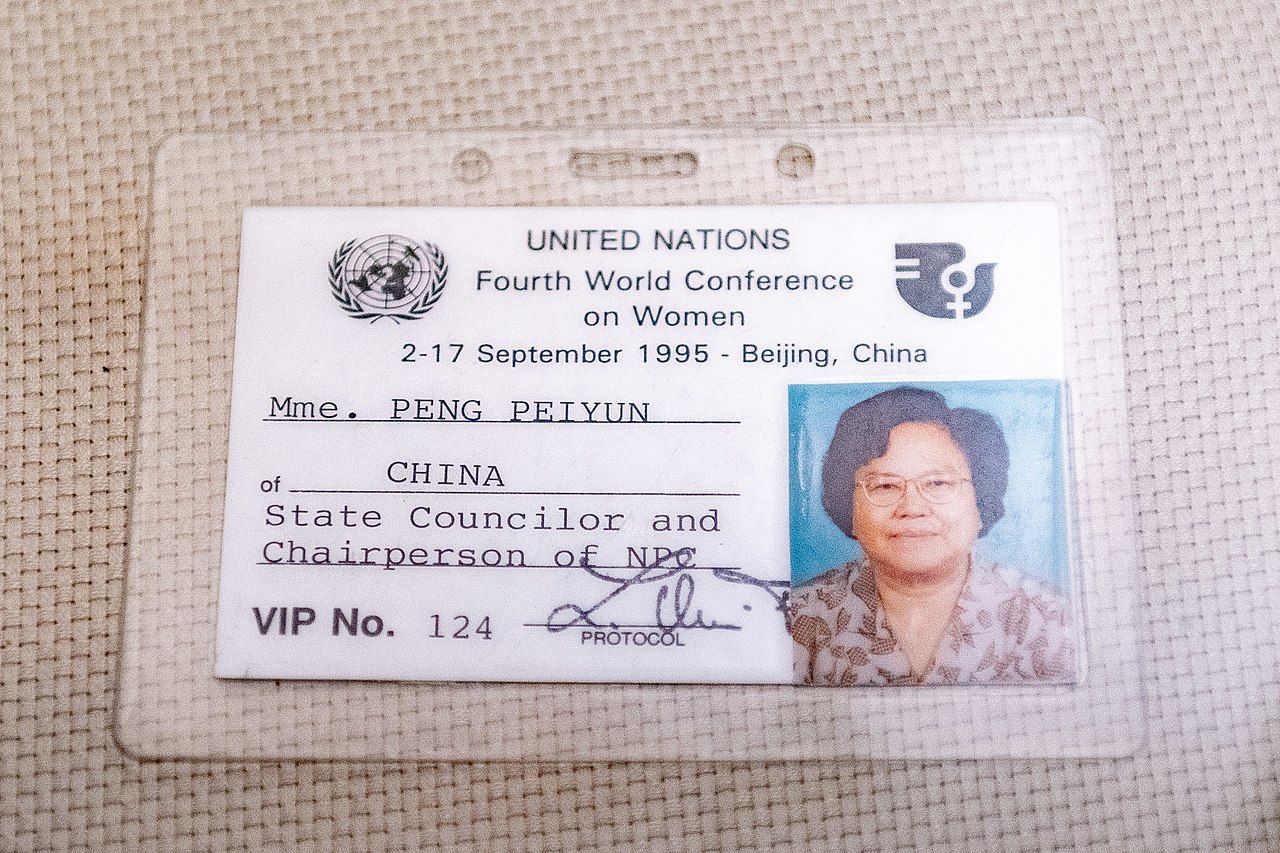 UNITED NATIONS
Fourth World Conference
on Women
2-17 September 1995 - Beijing, China
Mme. PENG PEIYUN
of CHINA
State Councilor and
Chairperson of NPC
VIP No. 124
PROTOCOL